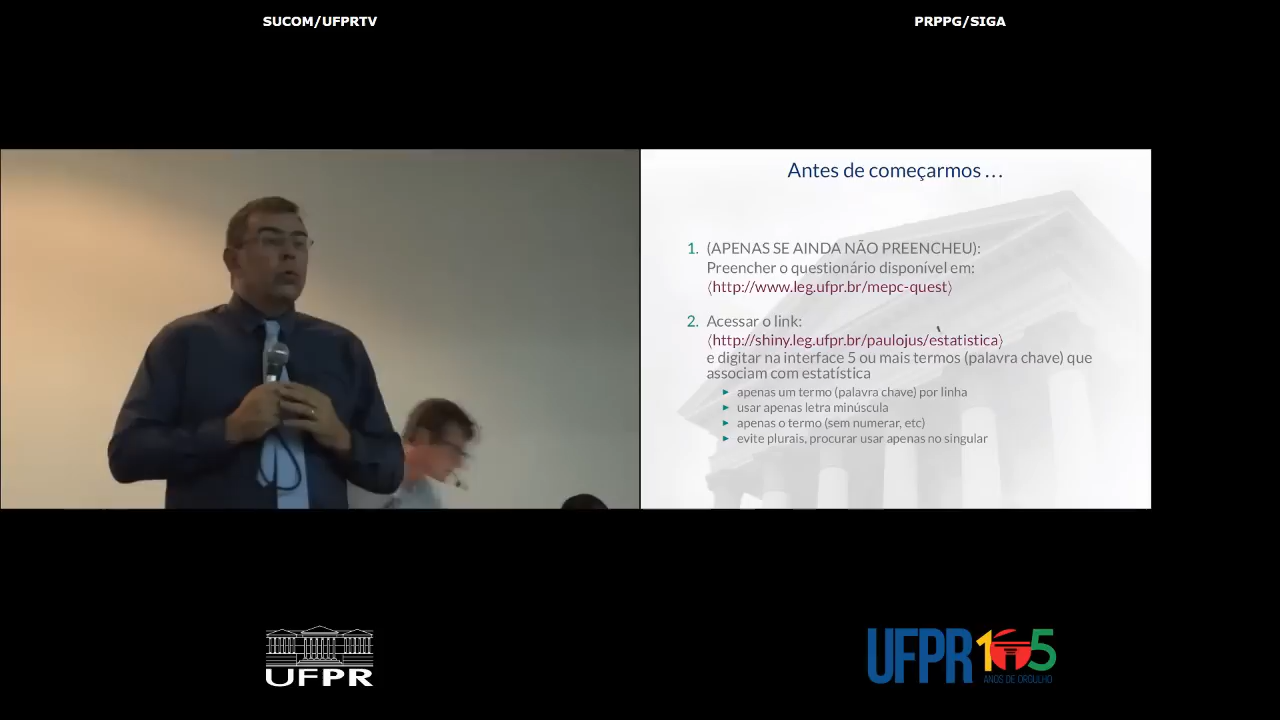 SUCOM/UFPRTV
PRPPG/SIGA
Antes de começarmos ...
1. (APENAS SE AINDA NÃO PREENCHEU):
Preencher o questionário disponível em:
⟨http://www.leg.ufpr.br/mepc-quest⟩
2. Acessar o link:
⟨http://shiny.leg.ufpr.br/paulojus/estatistica⟩
e digitar na interface 5 ou mais termos (palavra chave) que
associam com estatística
► apenas um termo (palavra chave) por linha
► usar apenas letra minúscula
► apenas o termo (sem numerar, etc)
► evite plurais, procurar usar apenas no singular
UFPR
UFPR 105
ANOS DE ORGULHO